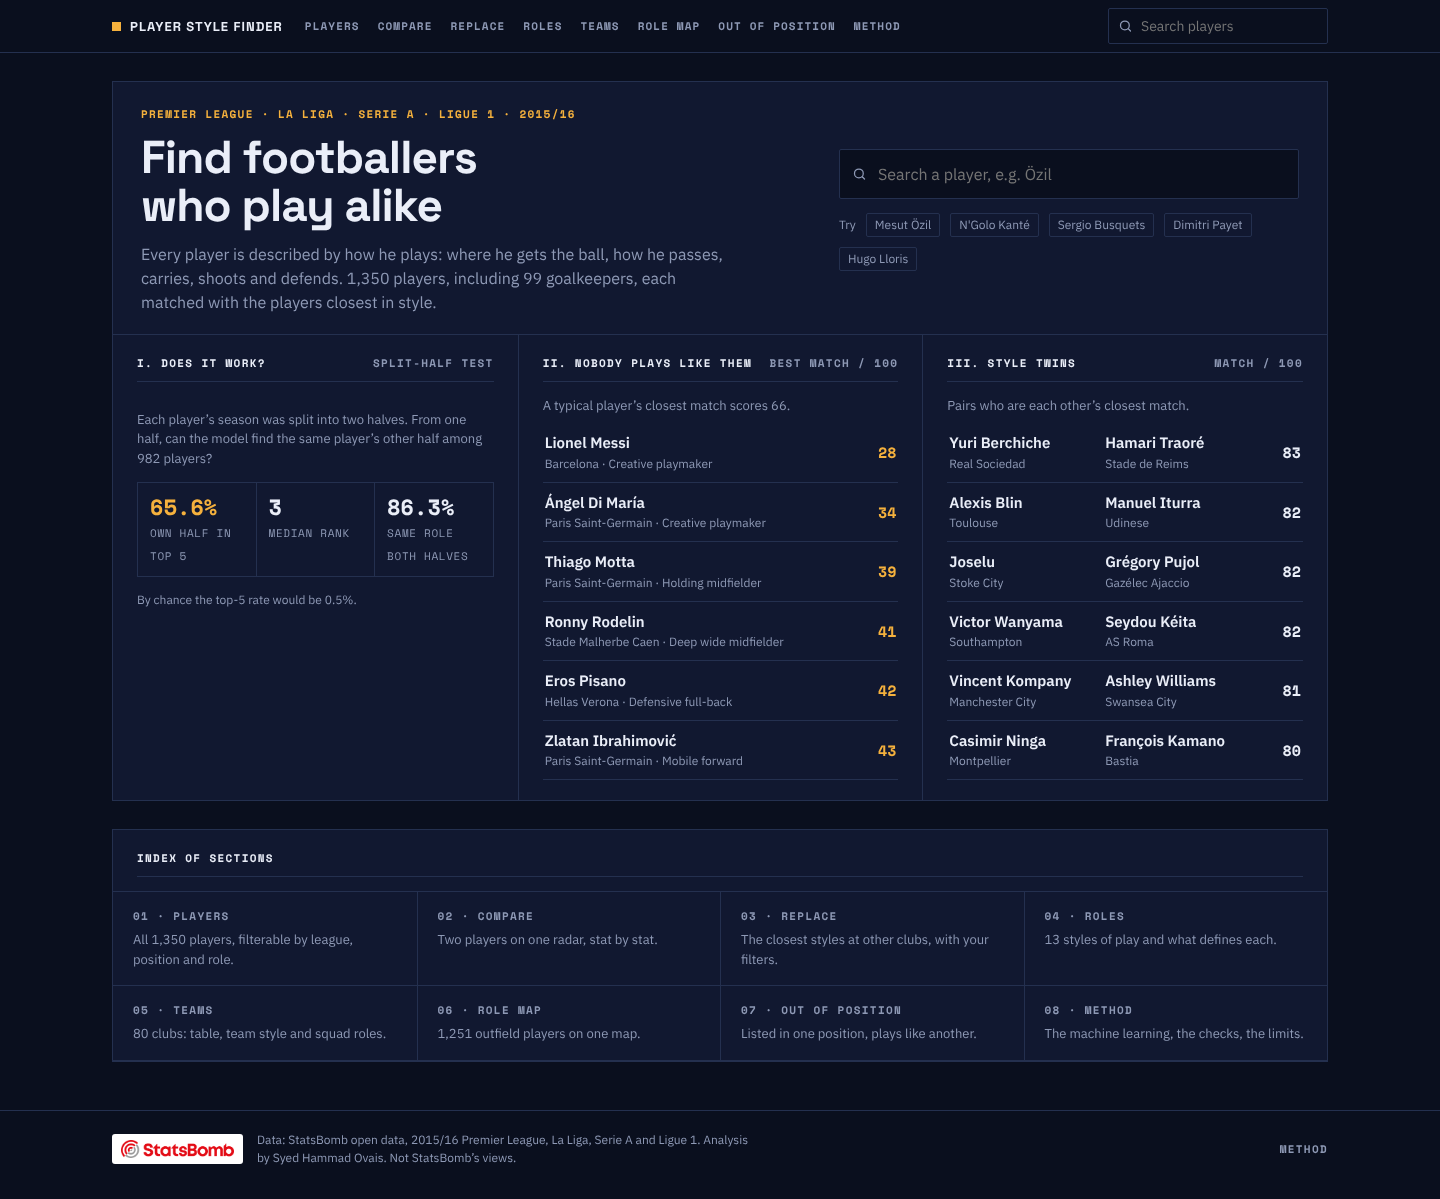 PLAYER STYLE FINDER
PLAYERS COMPARE REPLACE ROLES TEAMS ROLE MAP OUT OF POSITION METHOD
Search players
PREMIER LEAGUE · LA LIGA · SERIE A · LIGUE 1 · 2015/16
Find footballers
who play alike
Every player is described by how he plays: where he gets the ball, how he passes,
carries, shoots and defends. 1,350 players, including 99 goalkeepers, each
matched with the players closest in style.
Search a player, e.g. Özil
Try Mesut Özil N'Golo Kanté Sergio Busquets Dimitri Payet
Hugo Lloris
I. DOES IT WORK? SPLIT-HALF TEST
Each player’s season was split into two halves. From one
half, can the model find the same player’s other half among
982 players?
65.6% 3 86.3%
OWN HALF IN MEDIAN RANK SAME ROLE
TOP 5 BOTH HALVES
By chance the top-5 rate would be 0.5%.
II. NOBODY PLAYS LIKE THEM BEST MATCH / 100
A typical player’s closest match scores 66.
Lionel Messi 28
Barcelona · Creative playmaker
Ángel Di María 34
Paris Saint-Germain · Creative playmaker
Thiago Motta 39
Paris Saint-Germain · Holding midfielder
Ronny Rodelin 41
Stade Malherbe Caen · Deep wide midfielder
Eros Pisano 42
Hellas Verona · Defensive full-back
Zlatan Ibrahimović 43
Paris Saint-Germain · Mobile forward
III. STYLE TWINS MATCH / 100
Pairs who are each other’s closest match.
Yuri Berchiche Hamari Traoré 83
Real Sociedad Stade de Reims
Alexis Blin Manuel Iturra 82
Toulouse Udinese
Joselu Grégory Pujol 82
Stoke City Gazélec Ajaccio
Victor Wanyama Seydou Kéita 82
Southampton AS Roma
Vincent Kompany Ashley Williams 81
Manchester City Swansea City
Casimir Ninga François Kamano 80
Montpellier Bastia
INDEX OF SECTIONS
01 · PLAYERS
All 1,350 players, filterable by league,
position and role.
02 · COMPARE
Two players on one radar, stat by stat.
03 · REPLACE
The closest styles at other clubs, with your
filters.
04 · ROLES
13 styles of play and what defines each.
05 · TEAMS
80 clubs: table, team style and squad roles.
06 · ROLE MAP
1,251 outfield players on one map.
07 · OUT OF POSITION
Listed in one position, plays like another.
08 · METHOD
The machine learning, the checks, the limits.
StatsBomb
Data: StatsBomb open data, 2015/16 Premier League, La Liga, Serie A and Ligue 1. Analysis
by Syed Hammad Ovais. Not StatsBomb’s views.
METHOD